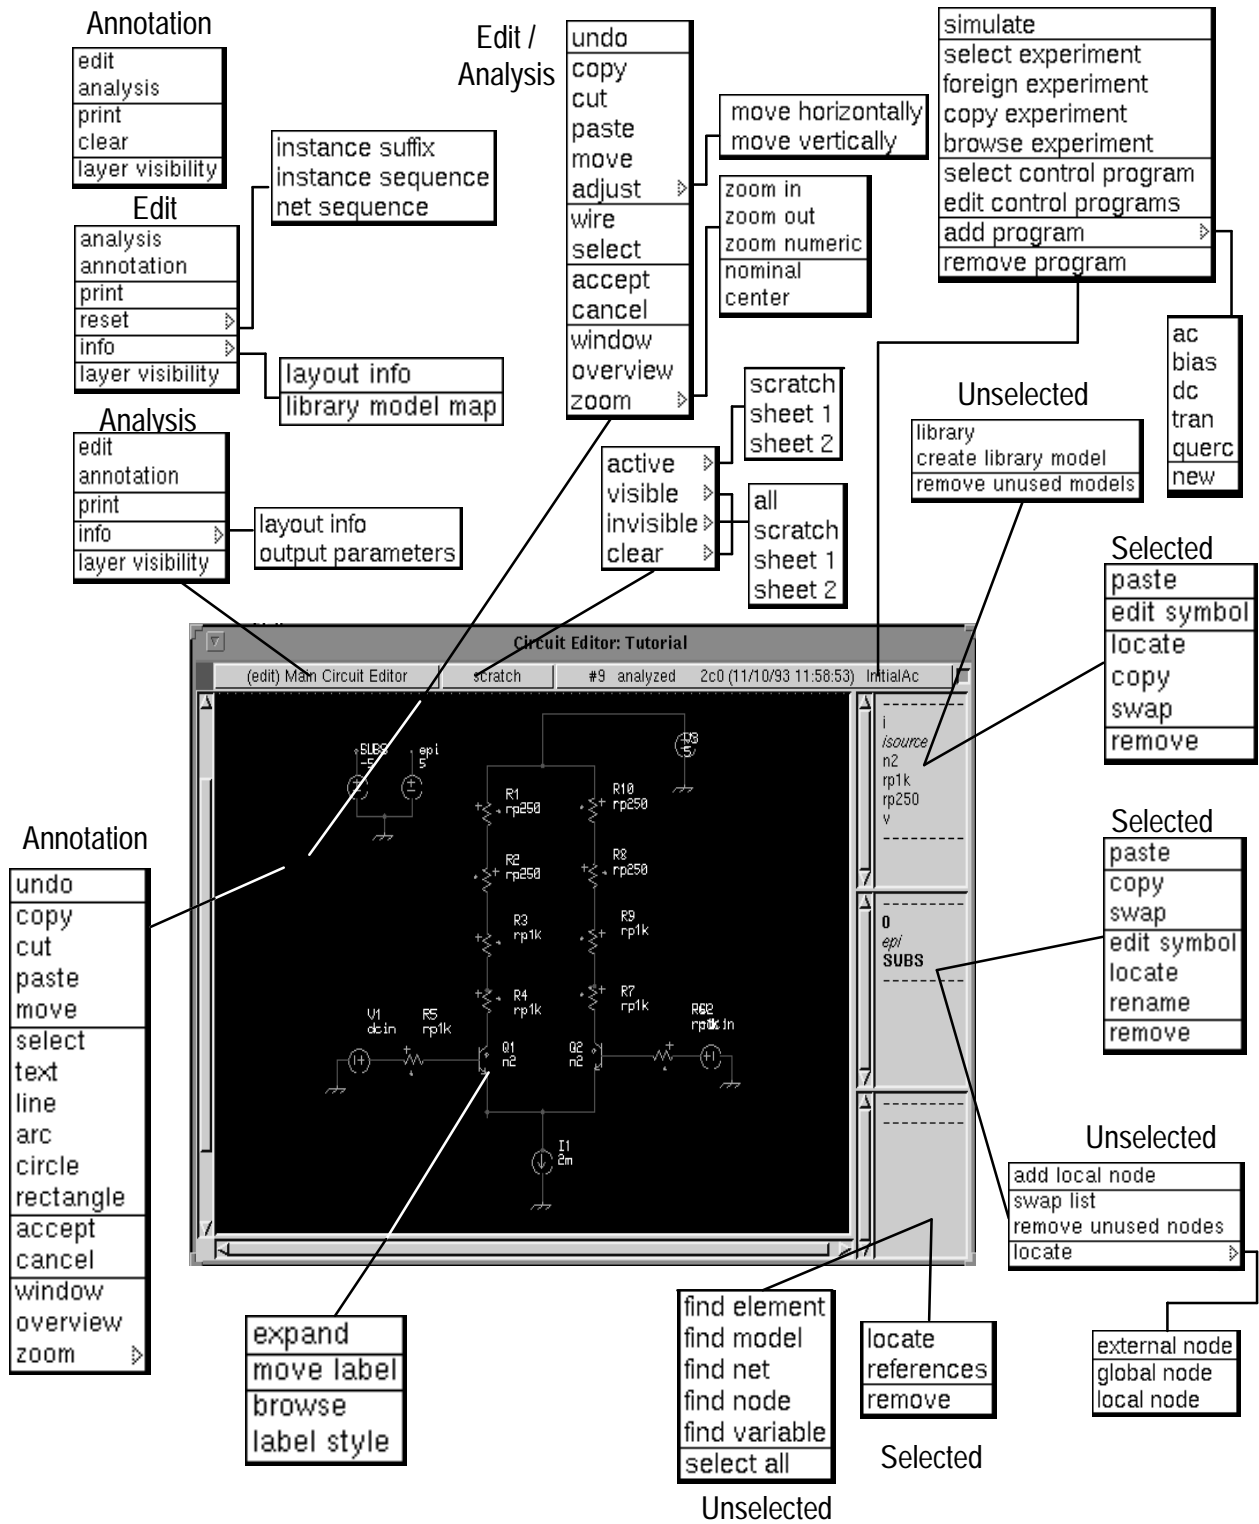 Annotation
edit
analysis
print
clear
layer visibility
Edit
analysis
annotation
print
reset
info
layer visibility
instance suffix
instance sequence
net sequence
layout info
library model map
Analysis
edit
annotation
print
info
layer visibility
layout info
output parameters
Edit /
Analysis
undo
copy
cut
paste
move
adjust
wire
select
accept
cancel
window
overview
zoom
move horizontally
move vertically
zoom in
zoom out
zoom numeric
nominal
center
active
visible
invisible
clear
scratch
sheet 1
sheet 2
all
scratch
sheet 1
sheet 2
simulate
select experiment
foreign experiment
copy experiment
browse experiment
select control program
edit control programs
add program
remove program
ac
bias
dc
tran
querc
new
Unselected
library
create library model
remove unused models
Selected
paste
edit symbol
locate
copy
swap
remove
Circuit Editor: Tutorial
(edit) Main Circuit Editor
scratch
#9 analyzed 2c0 (11/10/93 11:58:53) InitialAc
SUBS
-5
epi
5
V3
5
R1
rp250
R10
rp250
R2
rp250
R8
rp250
R3
rp1k
R9
rp1k
R4
rp1k
R7
rp1k
V1
dcin
R5
rp1k
Q1
n2
Q2
n2
I1
2m
i
isource
n2
rp1k
rp250
v
0
epi
SUBS
Selected
paste
copy
swap
edit symbol
locate
rename
remove
Unselected
add local node
swap list
remove unused nodes
locate
external node
global node
local node
Annotation
undo
copy
cut
paste
move
select
text
line
arc
circle
rectangle
accept
cancel
window
overview
zoom
expand
move label
browse
label style
find element
find model
find net
find node
find variable
select all
Unselected
locate
references
remove
Selected